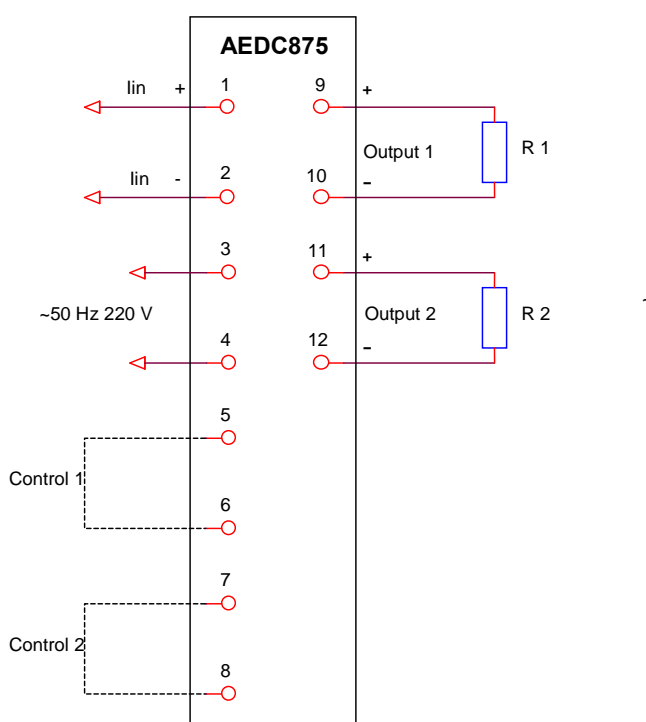 AEDC875
Iin + 1 9 +
Output 1 R 1
Iin - 2 10 -
3 11 +
~50 Hz 220 V Output 2 R 2 ~
4 12 -
5
Control 1
6
7
Control 2
8